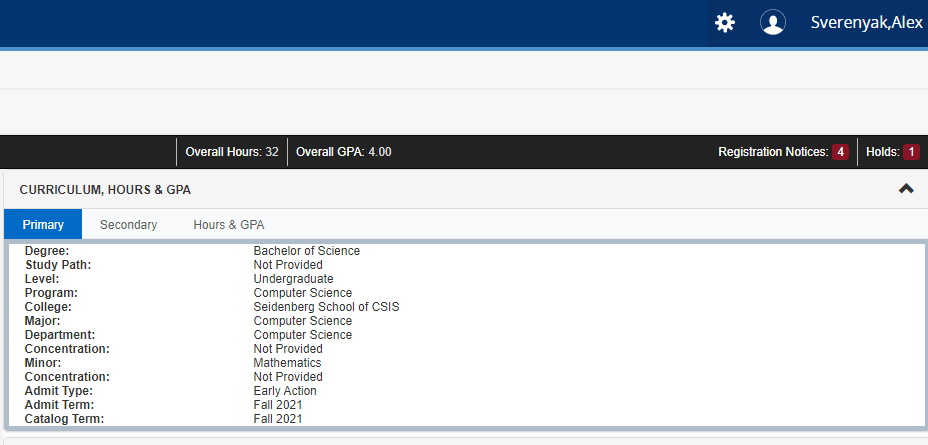 Sverenyak,Alex
Overall Hours: 32 Overall GPA: 4.00 Registration Notices: 4 Holds: 1
CURRICULUM, HOURS & GPA
Primary Secondary Hours & GPA
Degree: Bachelor of Science
Study Path: Not Provided
Level: Undergraduate
Program: Computer Science
College: Seidenberg School of CSIS
Major: Computer Science
Department: Computer Science
Concentration: Not Provided
Minor: Mathematics
Concentration: Not Provided
Admit Type: Early Action
Admit Term: Fall 2021
Catalog Term: Fall 2021